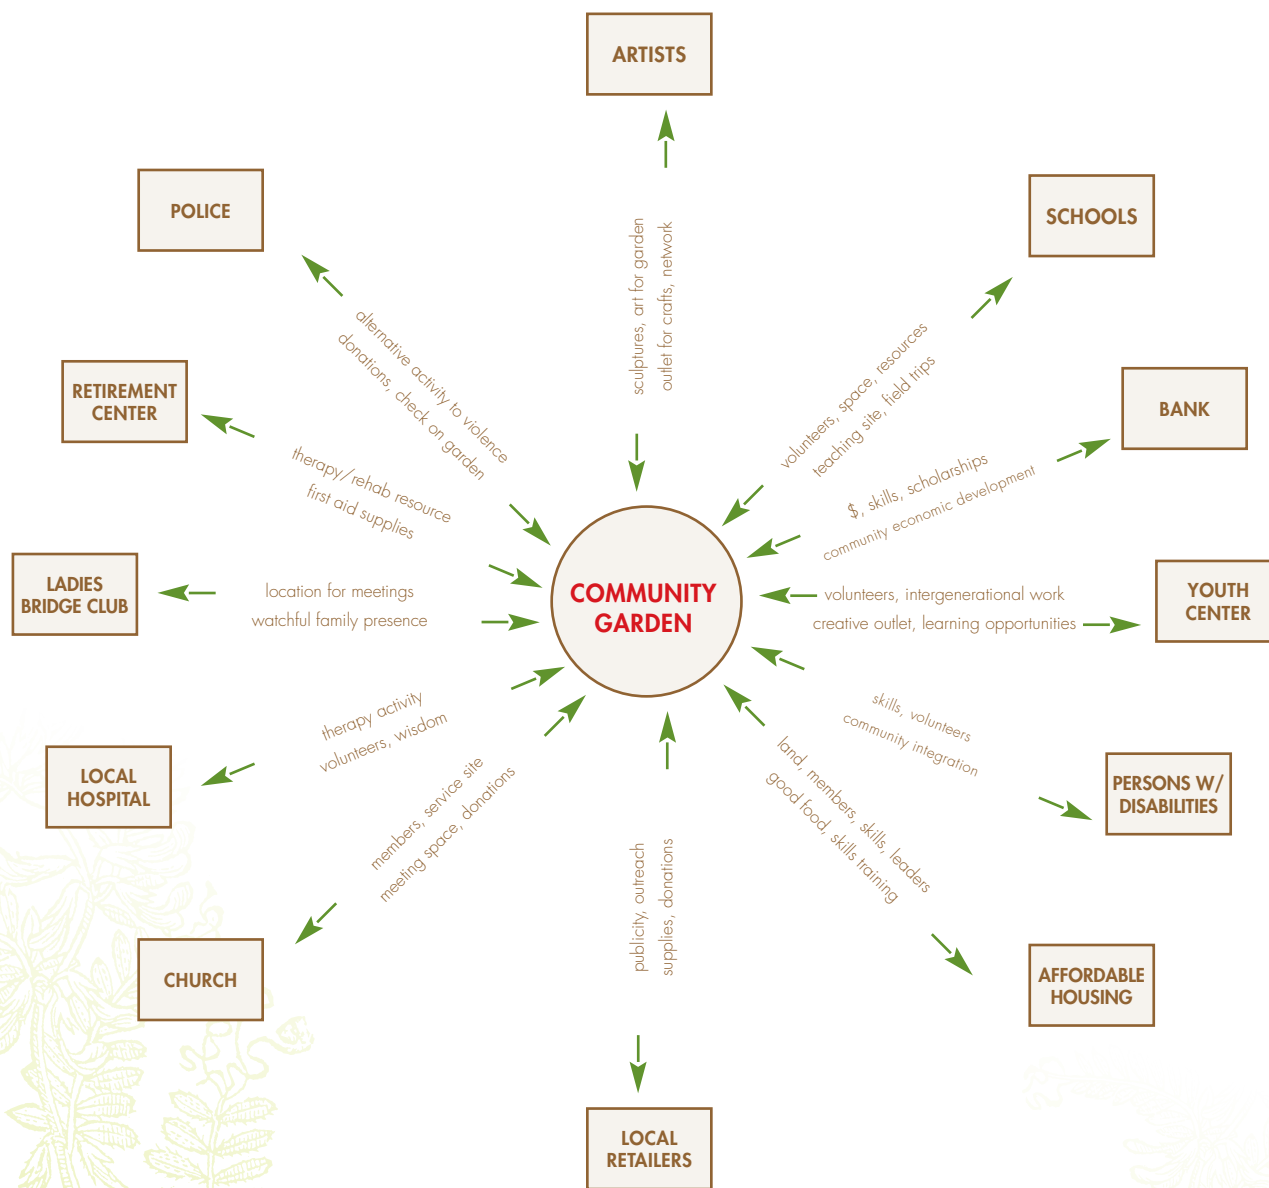 ARTISTS
sculptures, art for garden
outlet for crafts, network
POLICE
alternative activity to violence
donations, check on garden
SCHOOLS
volunteers, space, resources
teaching site, field trips
RETIREMENT
CENTER
therapy/rehab resource
first aid supplies
BANK
$, skills, scholarships
community economic development
LADIES
BRIDGE CLUB
location for meetings
watchful family presence
COMMUNITY
GARDEN
volunteers, intergenerational work
creative outlet, learning opportunities
YOUTH
CENTER
LOCAL
HOSPITAL
therapy activity
volunteers, wisdom
skills, volunteers
community integration
PERSONS W/
DISABILITIES
CHURCH
members, service site
meeting space, donations
land, members, skills, leaders
good food, skills training
AFFORDABLE
HOUSING
publicity, outreach
supplies, donations
LOCAL
RETAILERS